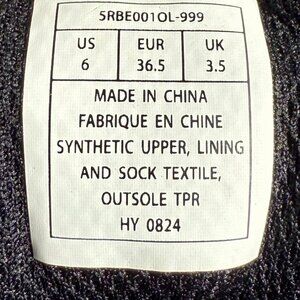 5RBE001OL-999
US EUR UK
6 36.5 3.5
MADE IN CHINA
FABRIQUE EN CHINE
SYNTHETIC UPPER, LINING
AND SOCK TEXTILE,
OUTSOLE TPR
HY 0824